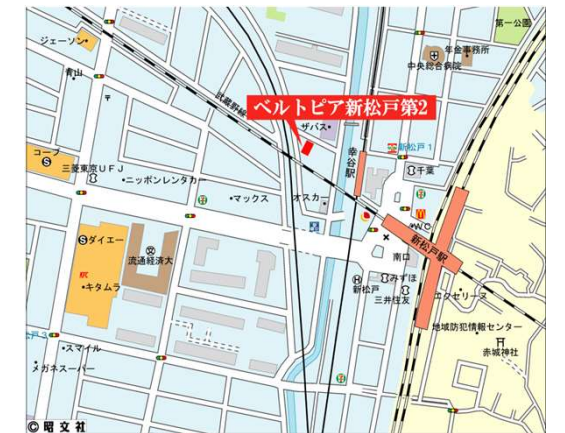 第一公園
ジェーソン
年金事務所
中央総合病院
青山
武蔵野線
ベルトピア新松戸第2
ザバス
幸谷駅
新松戸1
コープ
三菱東京UFJ
ニッポンレンタカー
千葉
マックス
オスカー
WC
新松戸駅
ダイエー
流通経済大
南口
KFC
キタムラ
新松戸
みずほ
三井住友
エクセリーヌ
地域防犯情報センター
赤城神社
戸3
スマイル
メガネスーパー
©昭文社